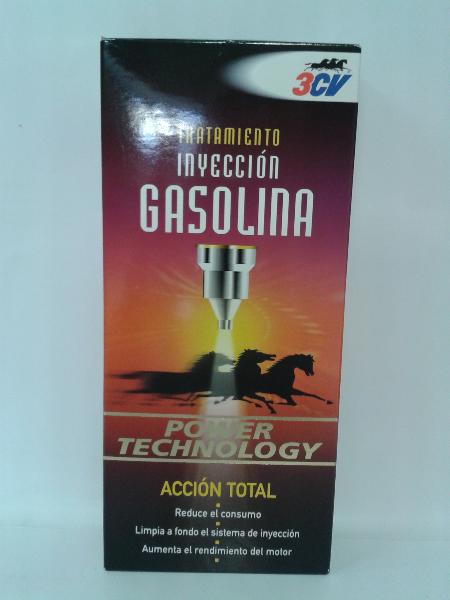 3CV
TRATAMIENTO
INYECCIÓN
GASOLINA
POWER
TECHNOLOGY
ACCIÓN TOTAL
Reduce el consumo
Limpia a fondo el sistema de inyección
Aumenta el rendimiento del motor